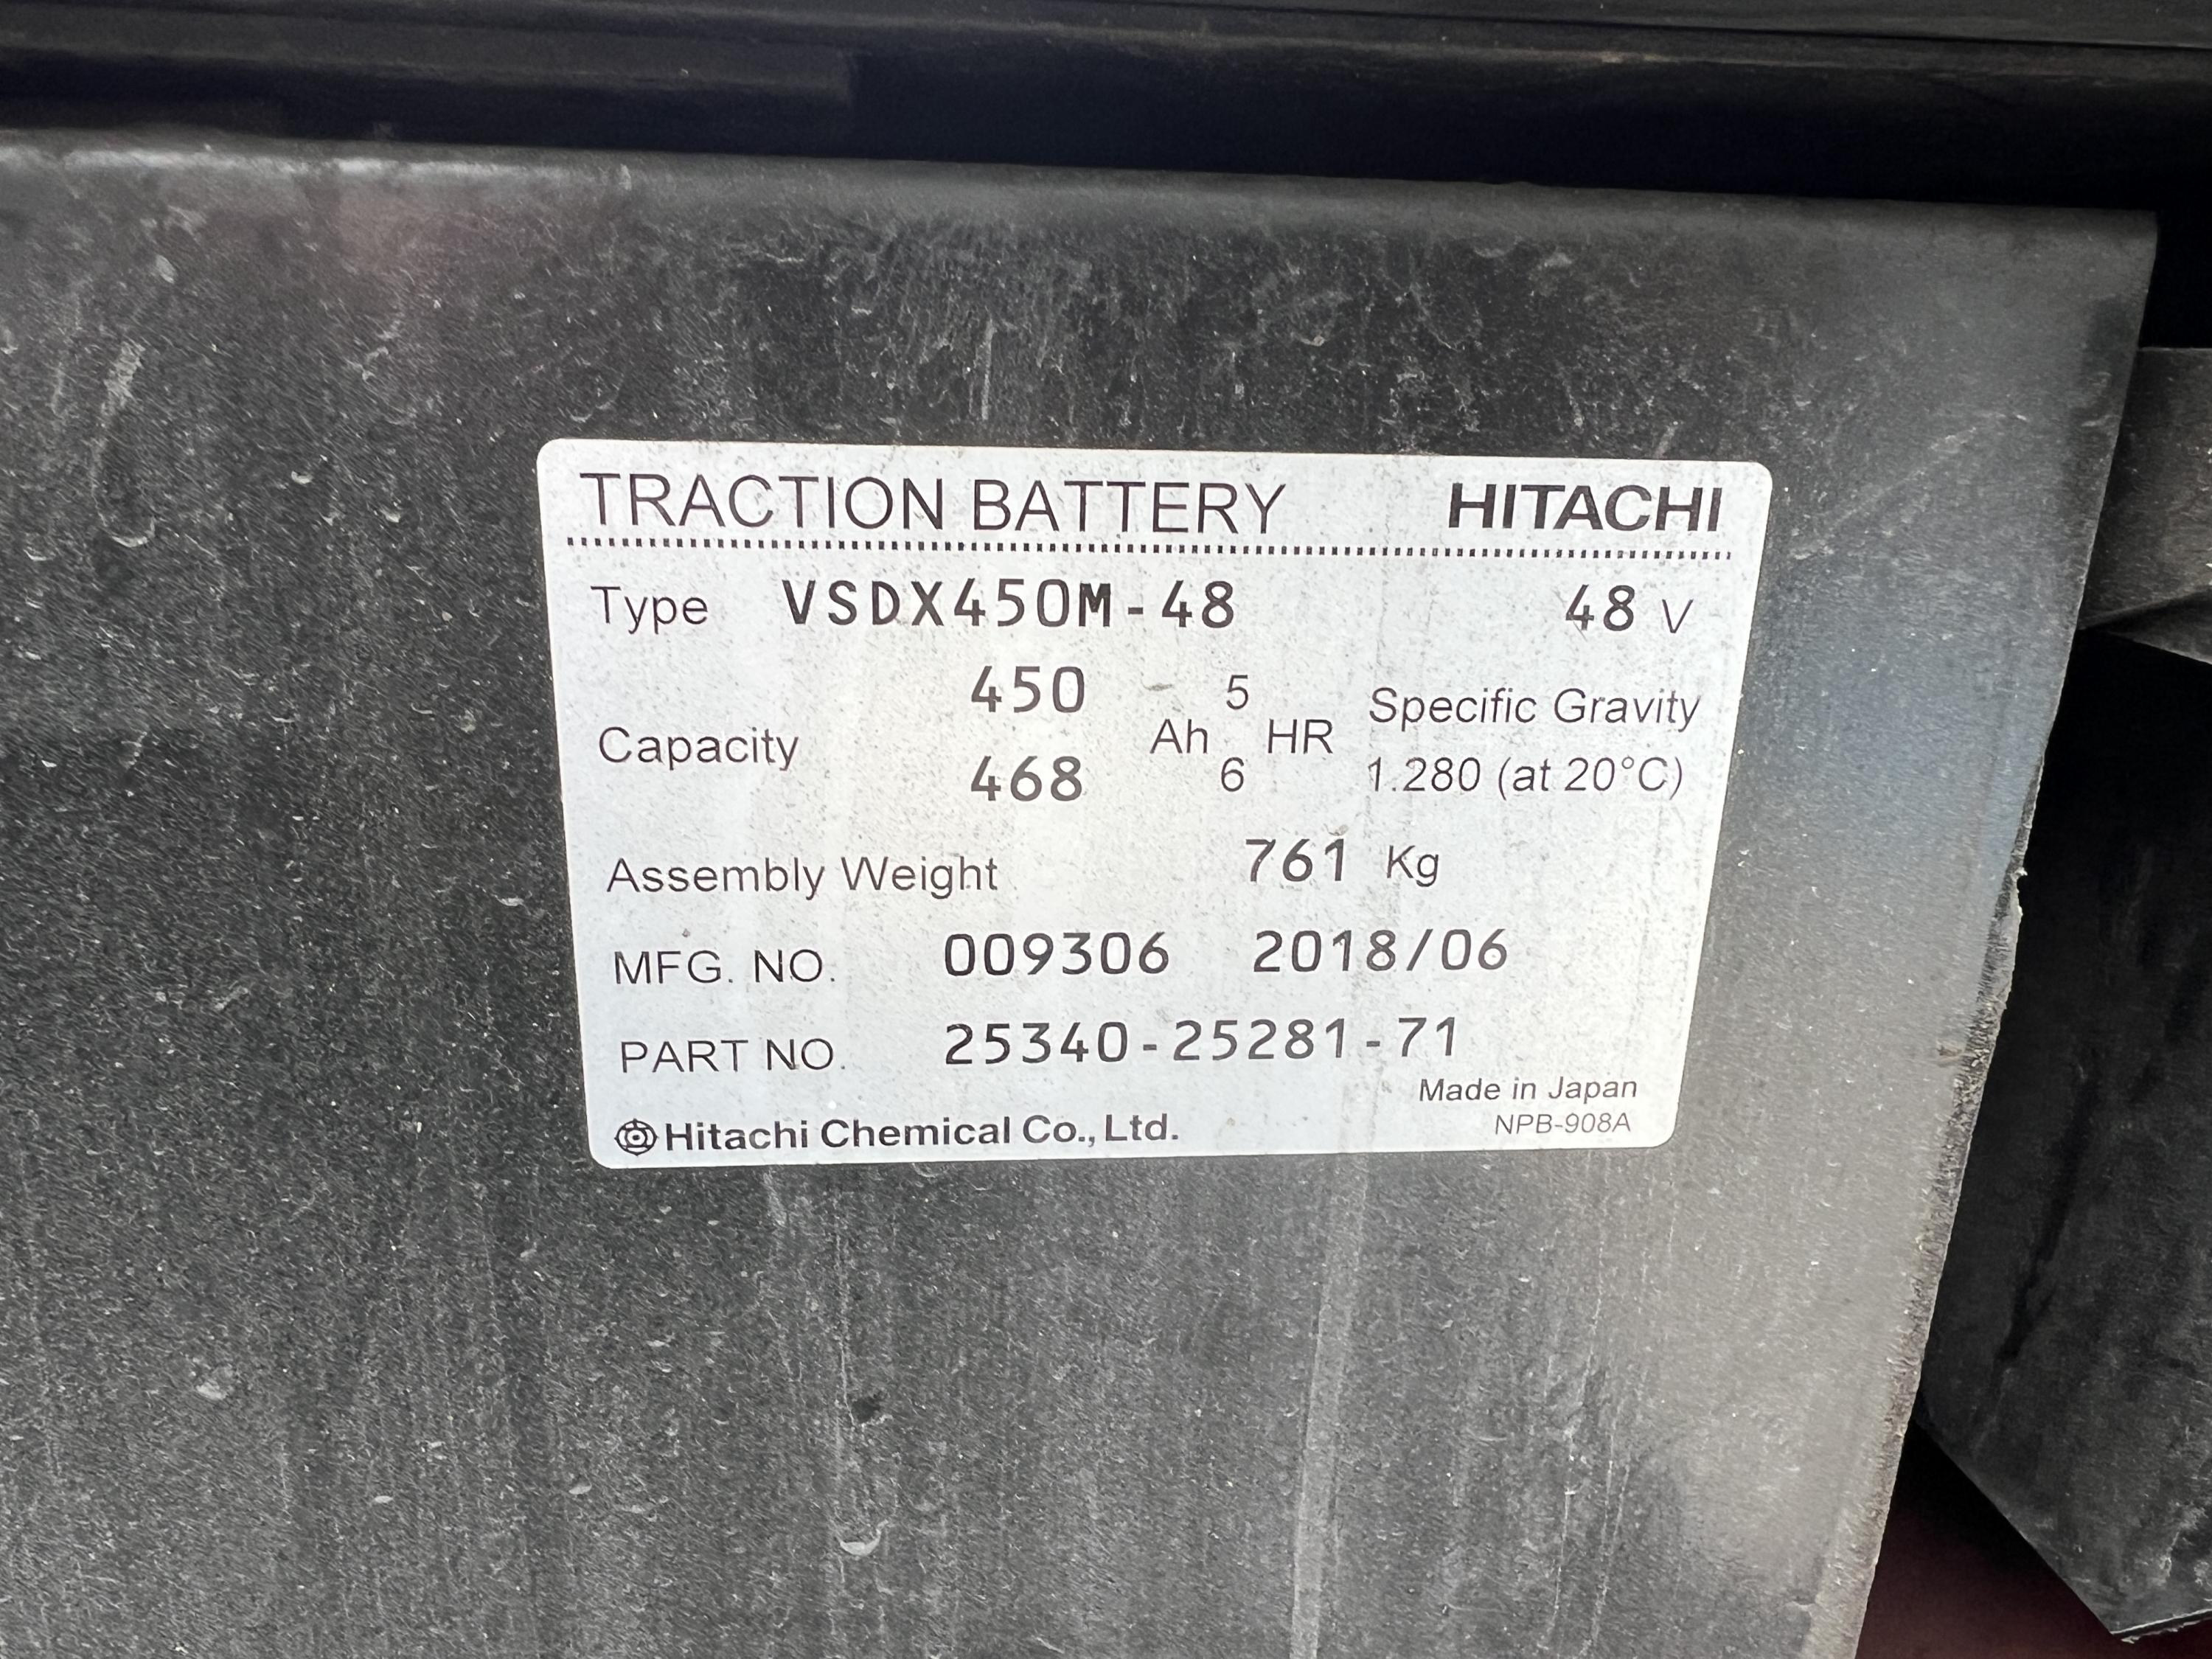 TRACTION BATTERY HITACHI
Type VSDX450M-48 48 V
450 5 Specific Gravity
Capacity Ah HR
468 6 1.280 (at 20°C)
Assembly Weight 761 Kg
MFG. NO. 009306 2018/06
PART NO. 25340-25281-71
Made in Japan
Hitachi Chemical Co., Ltd. NPB-908A